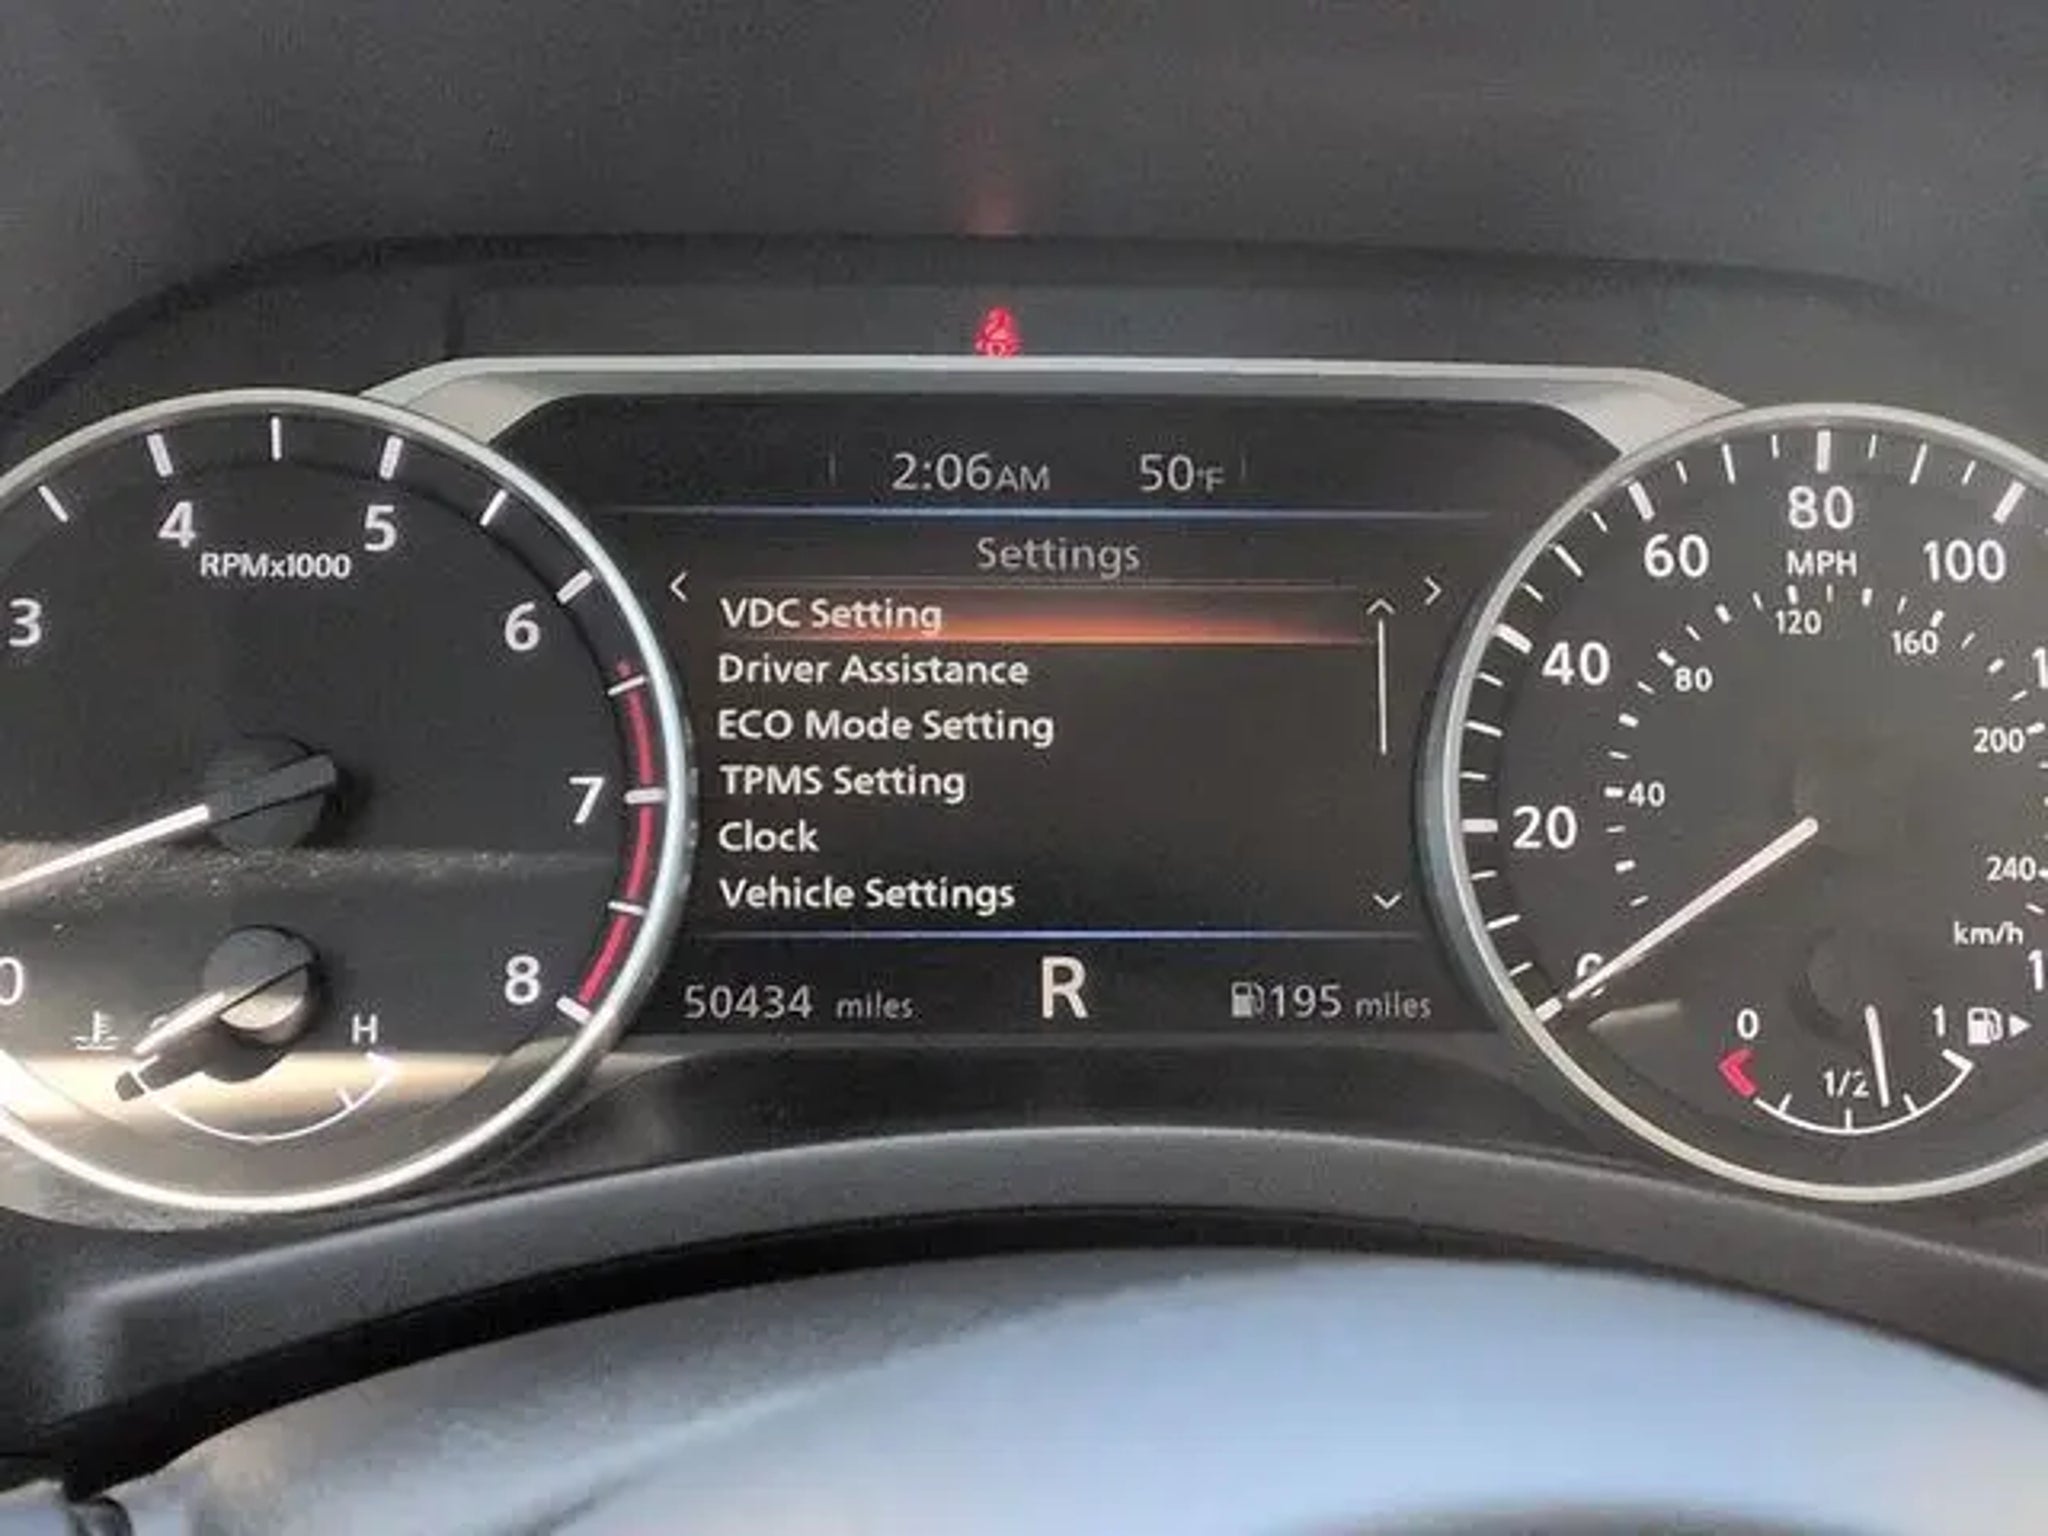 2:06AM 50°F
Settings
VDC Setting
Driver Assistance
ECO Mode Setting
TPMS Setting
Clock
Vehicle Settings
50434 miles R 195 miles
3 4 5 6 7 8
RPMx1000
0
H
0 20 40 60 80 100
MPH
40 80 120 160 200 240
km/h
0 1/2 1